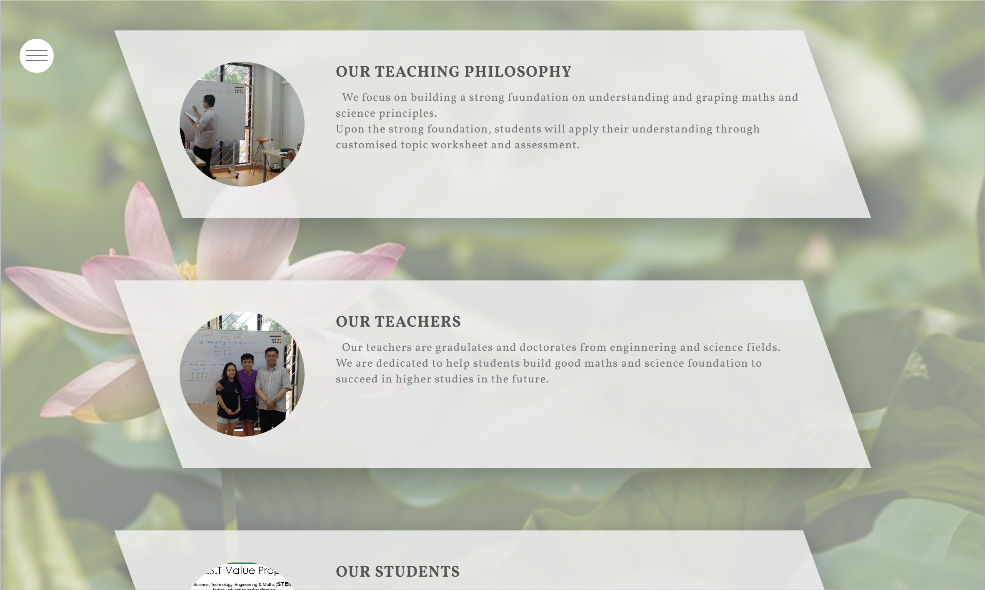 OUR TEACHING PHILOSOPHY
We focus on building a strong fuundation on understanding and graping maths and
science principles.
Upon the strong foundation, students will apply their understanding through
customised topic worksheet and assessment.
OUR TEACHERS
Our teachers are gradulates and doctorates from enginnering and science fields.
We are dedicated to help students build good maths and science foundation to
succeed in higher studies in the future.
OUR STUDENTS
Value Prop
Technology, Engineering & Maths